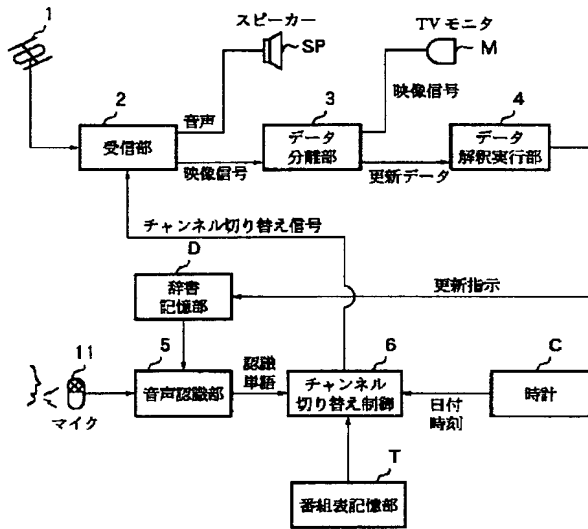 1
スピーカー
SP
TVモニタ
M
音声
映像信号
2
受信部
映像信号
3
データ
分離部
更新データ
4
データ
解釈実行部
チャンネル切り替え信号
D
辞書
記憶部
更新指示
11
マイク
5
音声認識部
認識
単語
6
チャンネル
切り替え制御
日付
時刻
C
時計
T
番組表記憶部